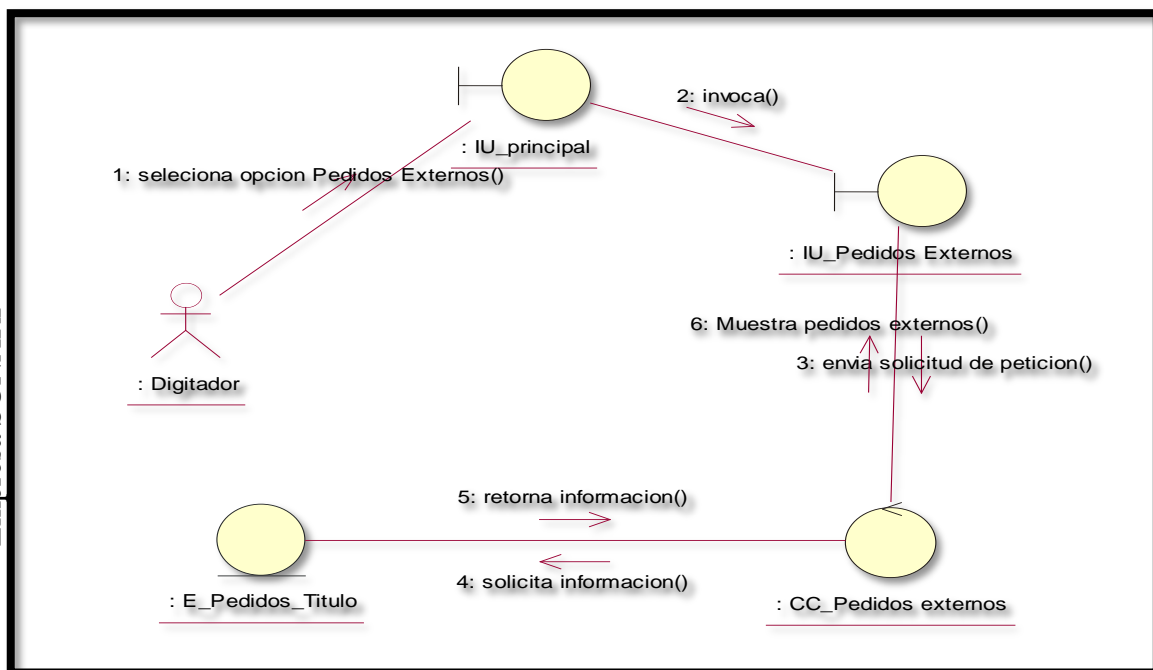 2: invoca()
: IU_principal
1: seleciona opcion Pedidos Externos()
: IU_Pedidos Externos
6: Muestra pedidos externos()
3: envia solicitud de peticion()
: Digitador
5: retorna informacion()
4: solicita informacion()
: E_Pedidos_Titulo
: CC_Pedidos externos